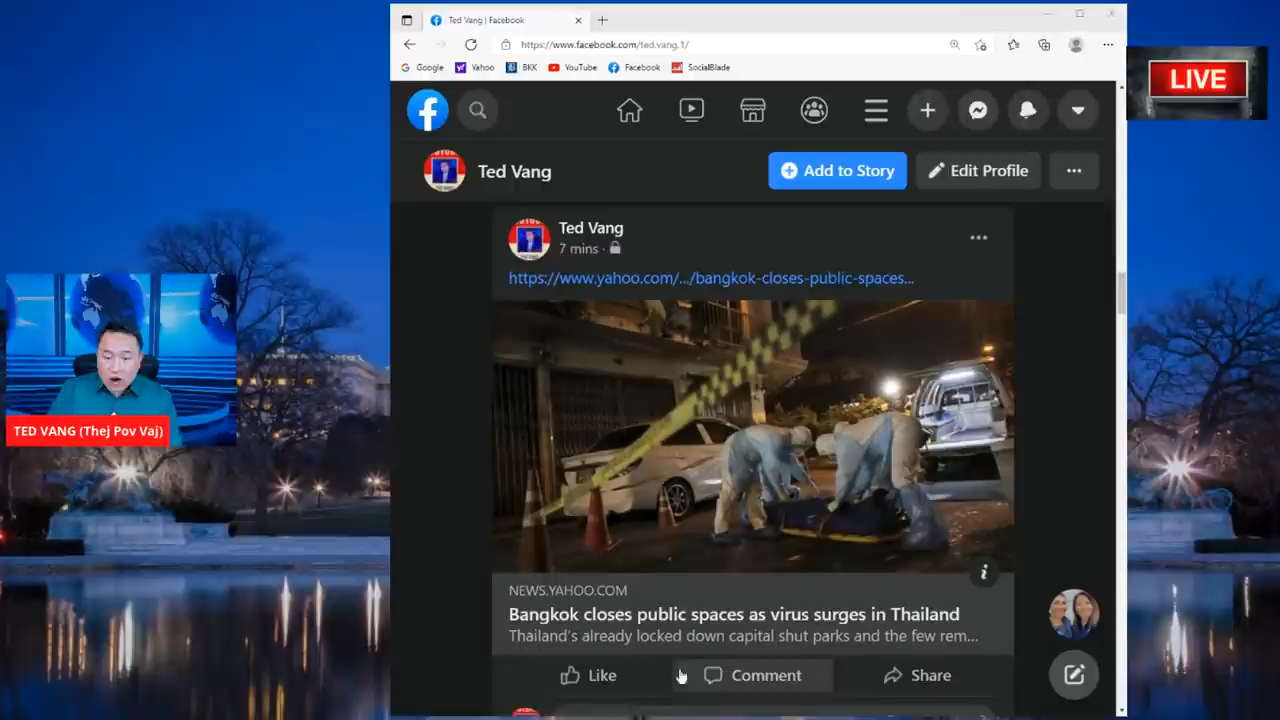 Ted Vang | Facebook
https://www.facebook.com/ted.vang.1/
Google Yahoo BKK YouTube Facebook SocialBlade
LIVE
Ted Vang
Add to Story
Edit Profile
Ted Vang
7 mins ·
https://www.yahoo.com/.../bangkok-closes-public-spaces...
TED VANG (Thej Pov Vaj)
NEWS.YAHOO.COM
Bangkok closes public spaces as virus surges in Thailand
Thailand's already locked down capital shut parks and the few rem...
Like
Comment
Share